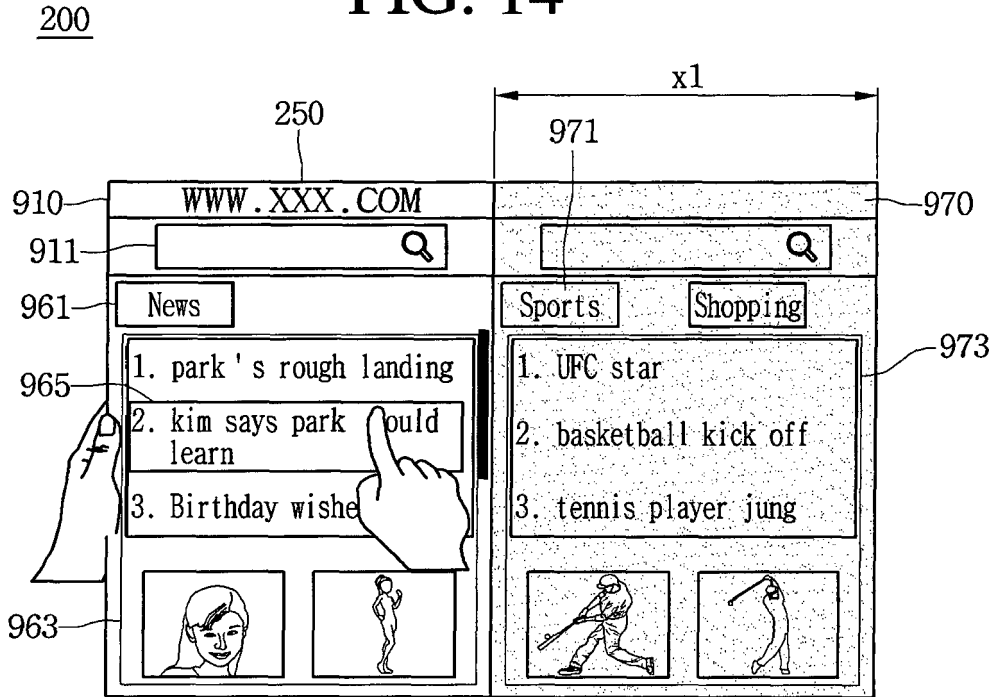 FIG. 14
200
x1
250
971
910
WWW.XXX.COM
970
911
961
News
Sports
Shopping
973
965
1. park's rough landing
2. kim says park ould
learn
3. Birthday wishe
1. UFC star
2. basketball kick off
3. tennis player jung
963